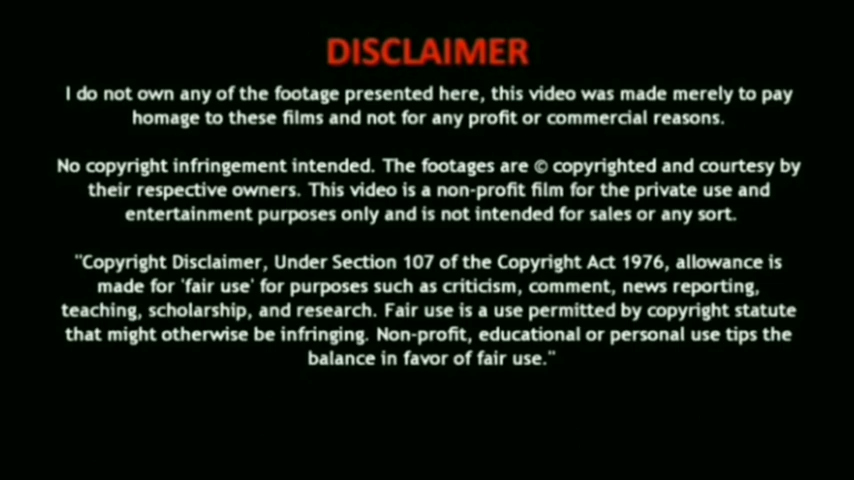 DISCLAIMER
I do not own any of the footage presented here, this video was made merely to pay
homage to these films and not for any profit or commercial reasons.
No copyright infringement intended. The footages are © copyrighted and courtesy by
their respective owners. This video is a non-profit film for the private use and
entertainment purposes only and is not intended for sales or any sort.
"Copyright Disclaimer, Under Section 107 of the Copyright Act 1976, allowance is
made for 'fair use' for purposes such as criticism, comment, news reporting,
teaching, scholarship, and research. Fair use is a use permitted by copyright statute
that might otherwise be infringing. Non-profit, educational or personal use tips the
balance in favor of fair use."